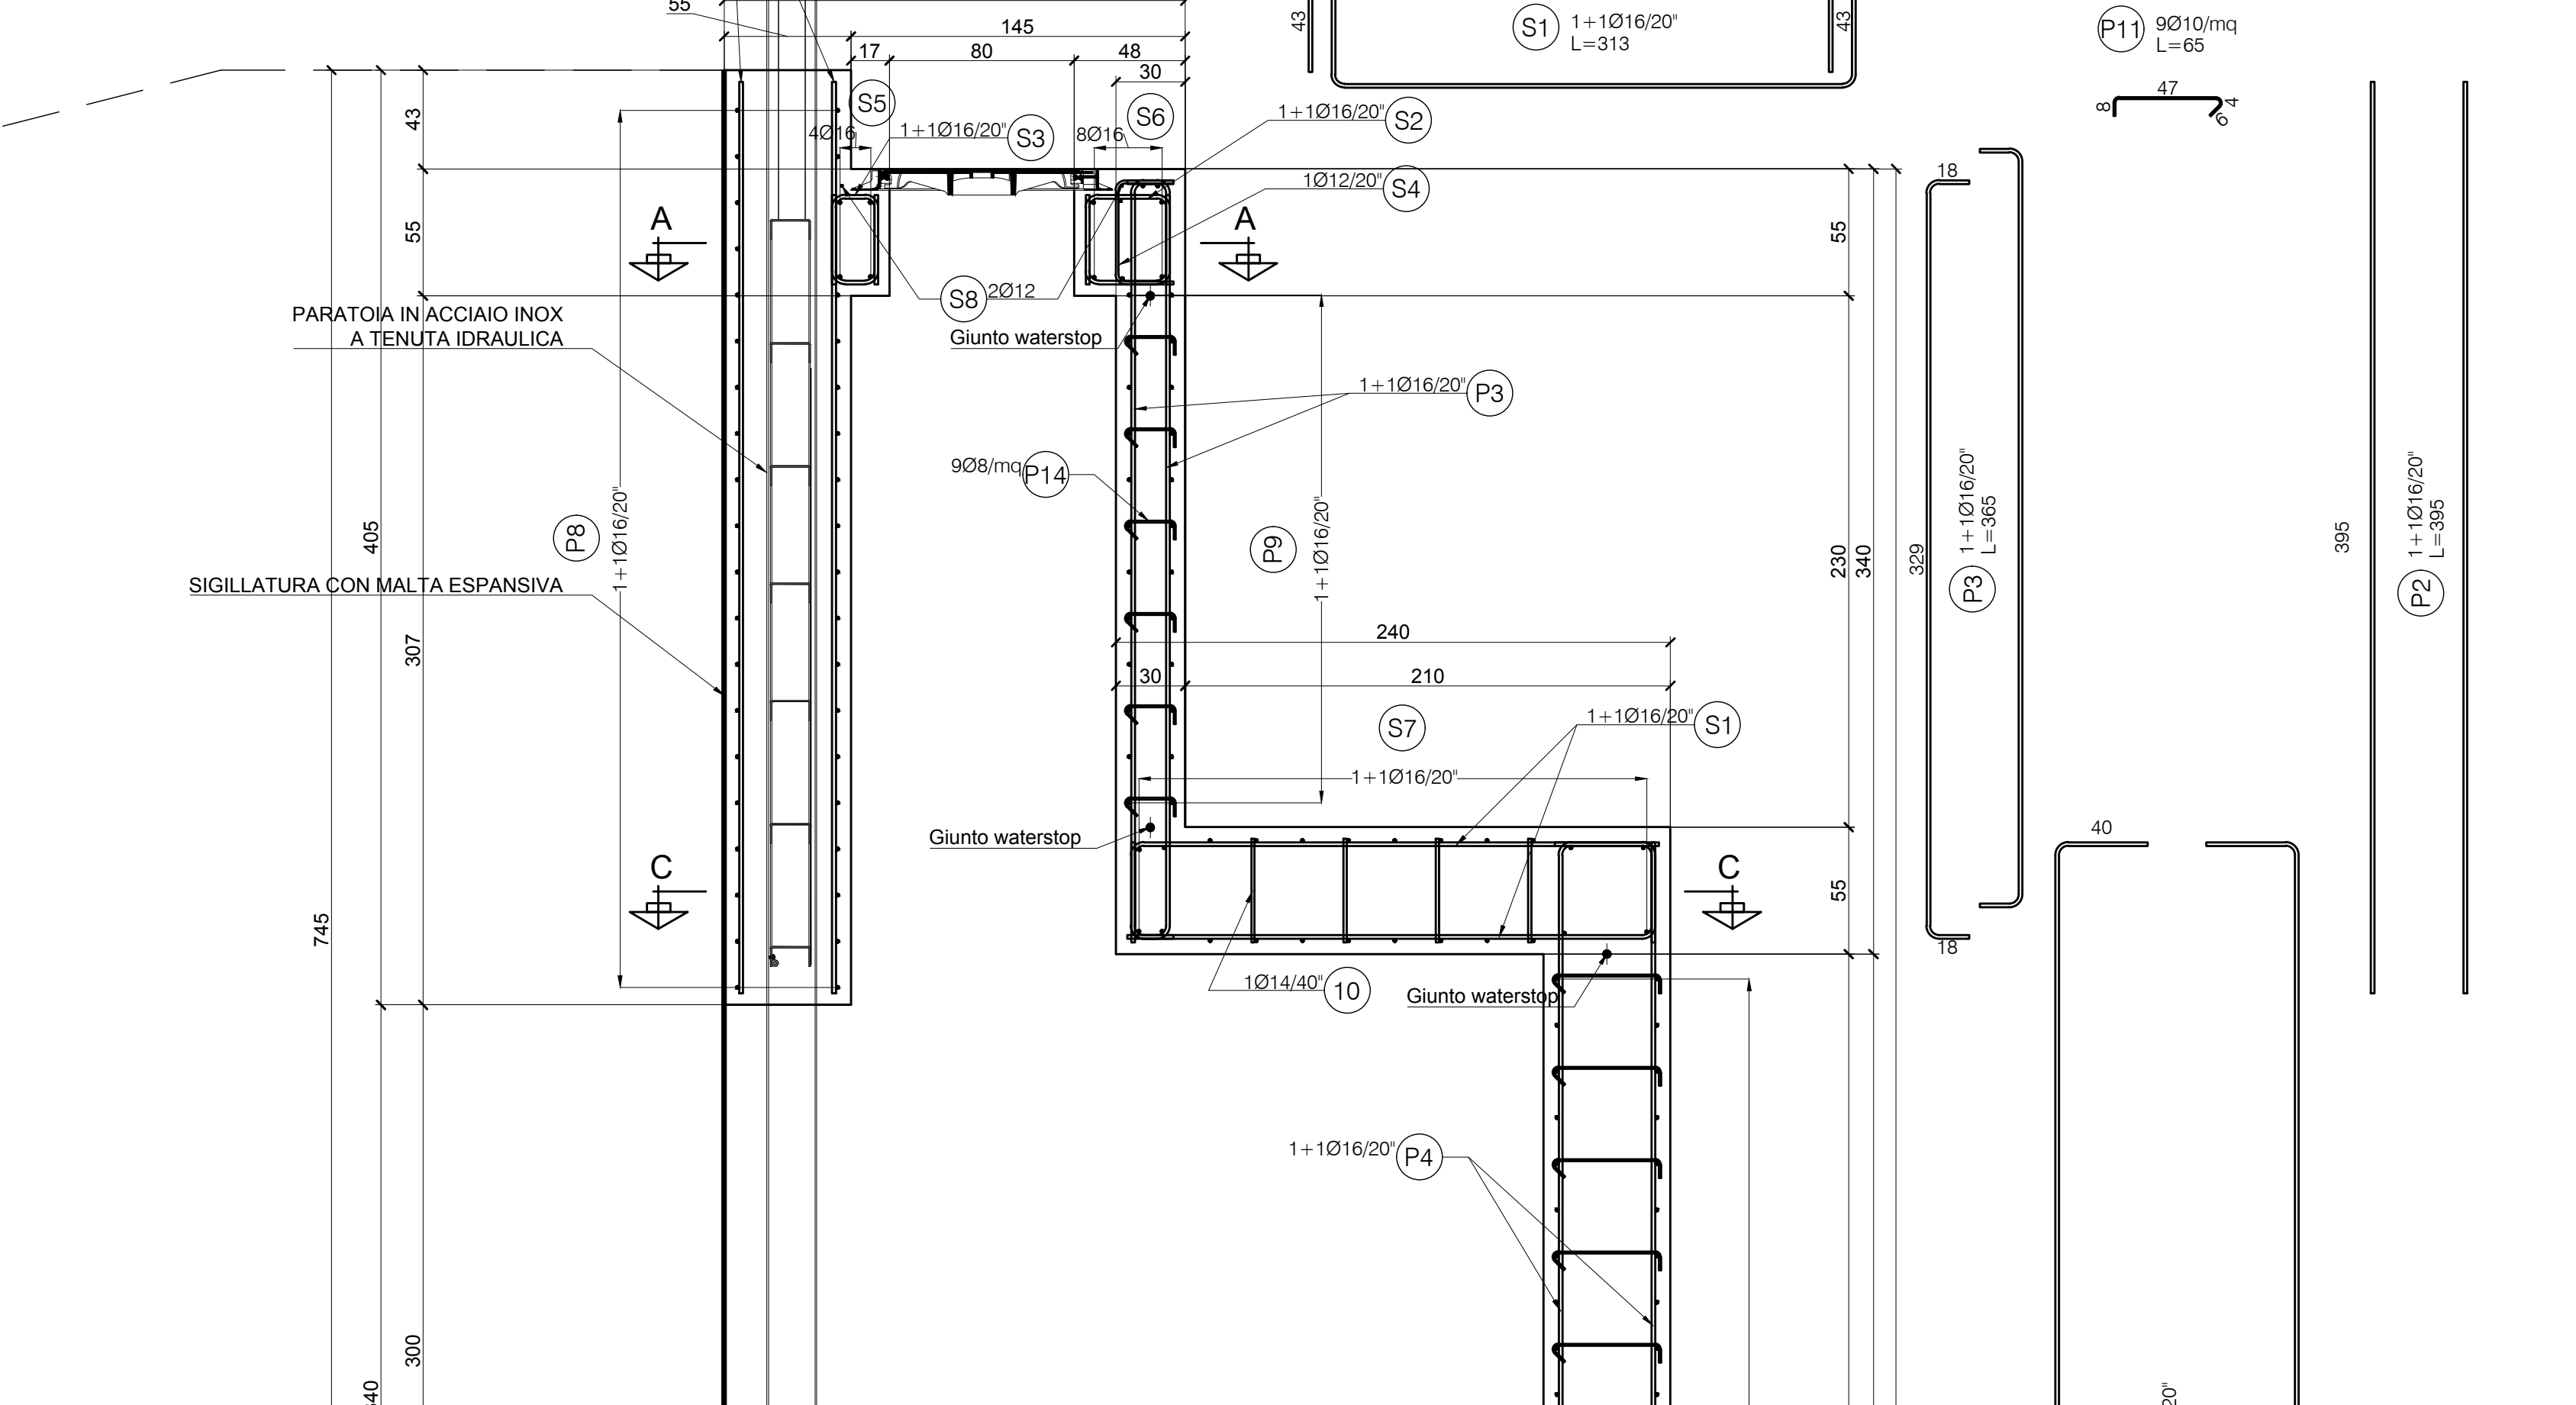 55
145
17
80
48
30
43
S1
1+1Ø16/20"
L=313
43
P11
9Ø10/mq
L=65
47
8
4
6
S5
4Ø16
1+1Ø16/20"
S3
8Ø16
S6
1+1Ø16/20"
S2
1Ø12/20"
S4
43
55
A
A
55
18
S8
2Ø12
PARATOIA IN ACCIAIO INOX
A TENUTA IDRAULICA
Giunto waterstop
1+1Ø16/20"
P3
9Ø8/mq
P14
405
P8
1+1Ø16/20"
P9
1+1Ø16/20"
230
340
329
P3
1+1Ø16/20"
L=365
395
P2
1+1Ø16/20"
L=395
SIGILLATURA CON MALTA ESPANSIVA
307
240
30
210
S7
1+1Ø16/20"
S1
1+1Ø16/20"
Giunto waterstop
40
C
C
55
745
18
1Ø14/40"
10
Giunto waterstop
1+1Ø16/20"
P4
300
20"